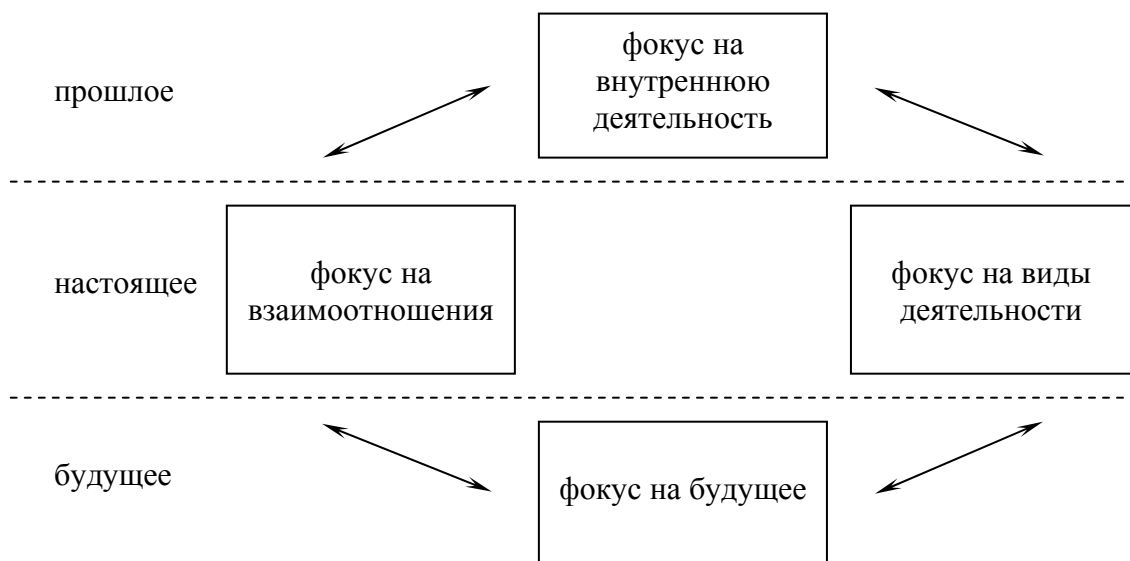 прошлое
фокус на
внутреннюю
деятельность
настоящее
фокус на
взаимоотношения
фокус на виды
деятельности
будущее
фокус на будущее